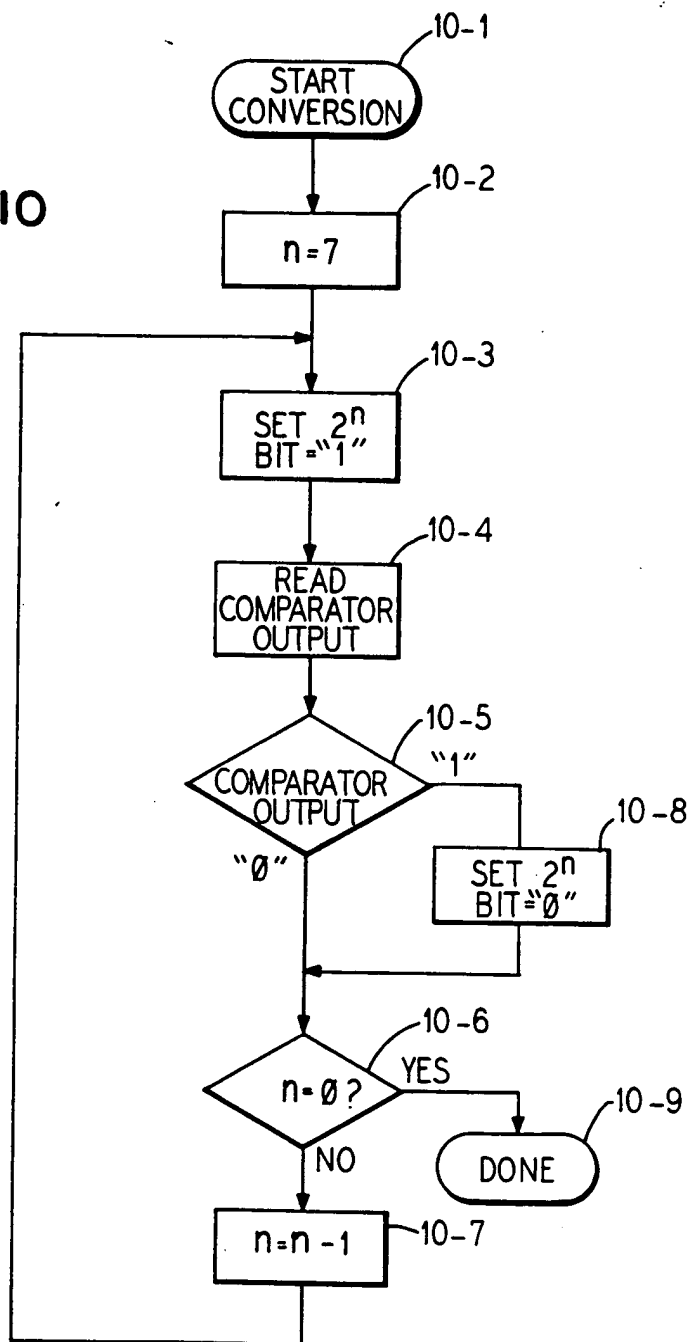 10-1
START
CONVERSION
10
10-2
n=7
10-3
SET 2ⁿ
BIT="1"
10-4
READ
COMPARATOR
OUTPUT
10-5
"1"
COMPARATOR
OUTPUT
"Ø"
10-8
SET 2ⁿ
BIT="Ø"
10-6
YES
n=Ø?
10-9
NO
DONE
10-7
n=n-1